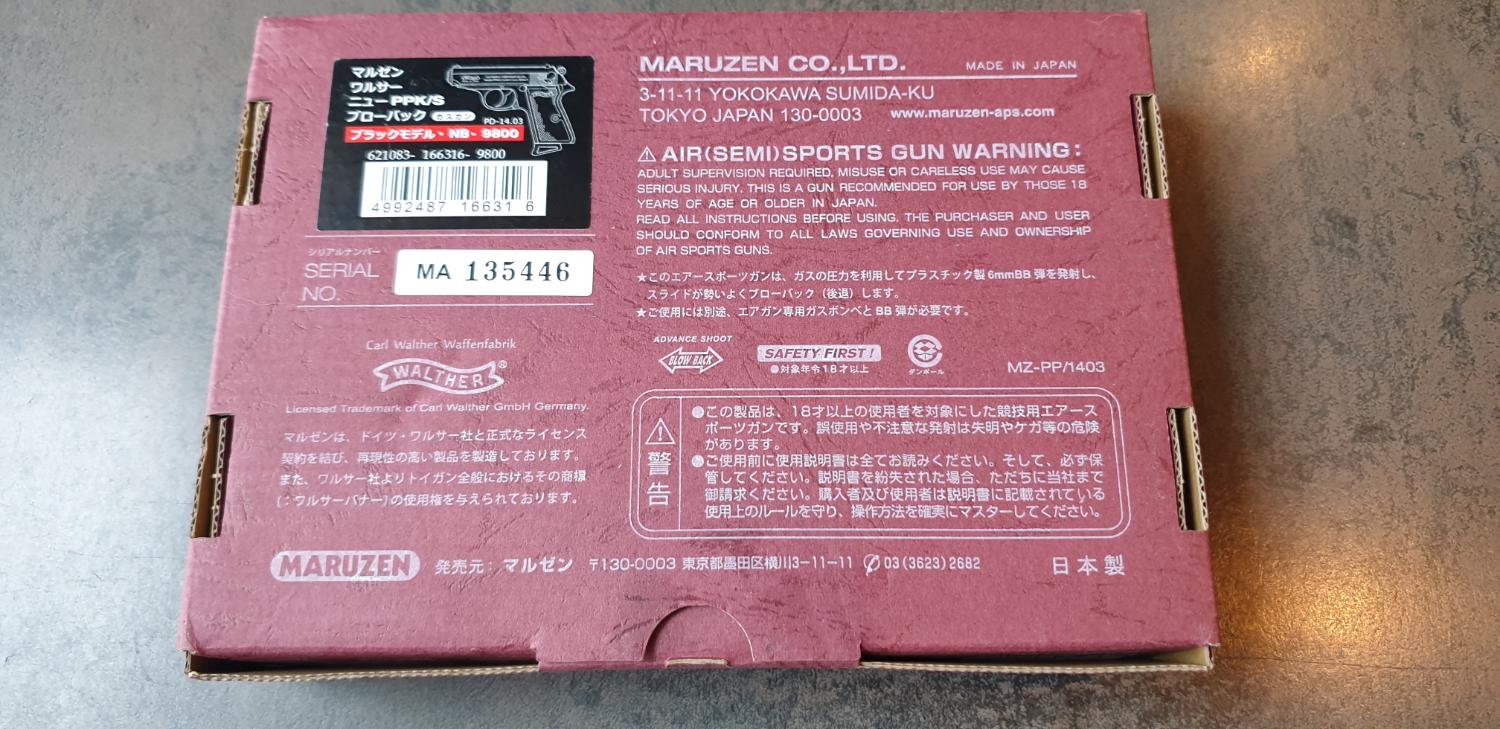 マルゼン
ワルサー
ニューPPK/S
ブローバック ガスガン PD-14.03
ブラックモデル・NB- 9800
621083- 166316- 9800
4992487 16631 6
シリアルナンバー
SERIAL NO.
MA 135446
Carl Walther Waffenfabrik
WALTHER®
Licensed Trademark of Carl Walther GmbH Germany.
マルゼンは、ドイツ・ワルサー社と正式なライセンス
契約を結び、再現性の高い製品を製造しております。
また、ワルサー社よりトイガン全般におけるその商標
(:ワルサーバナー)の使用権を与えられております。
MARUZEN CO.,LTD. MADE IN JAPAN
3-11-11 YOKOKAWA SUMIDA-KU
TOKYO JAPAN 130-0003 www.maruzen-aps.com
⚠ AIR(SEMI)SPORTS GUN WARNING:
ADULT SUPERVISION REQUIRED. MISUSE OR CARELESS USE MAY CAUSE
SERIOUS INJURY. THIS IS A GUN RECOMMENDED FOR USE BY THOSE 18
YEARS OF AGE OR OLDER IN JAPAN.
READ ALL INSTRUCTIONS BEFORE USING. THE PURCHASER AND USER
SHOULD CONFORM TO ALL LAWS GOVERNING USE AND OWNERSHIP
OF AIR SPORTS GUNS.
★このエアースポーツガンは、ガスの圧力を利用してプラスチック製6mmBB弾を発射し、
スライドが勢いよくブローバック（後退）します。
★ご使用には別途、エアガン専用ガスボンベとBB弾が必要です。
ADVANCE SHOOT
BLOW BACK
SAFETY FIRST!
●対象年令18才以上
ダンボール
MZ-PP/1403
警告
●この製品は、18才以上の使用者を対象にした競技用エアース
ポーツガンです。誤使用や不注意な発射は失明やケガ等の危険
があります。
●ご使用前に使用説明書は全てお読みください。そして、必ず保
管してください。説明書を紛失された場合、ただちに当社まで
御請求ください。購入者及び使用者は説明書に記載されている
使用上のルールを守り、操作方法を確実にマスターしてください。
MARUZEN 発売元：マルゼン 〒130-0003 東京都墨田区横川3-11-11 03(3623)2682 日本製